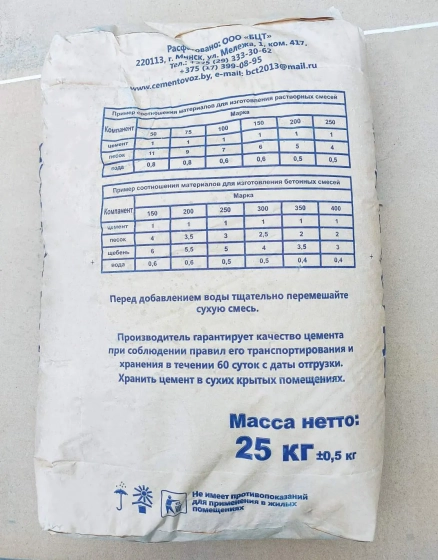 Расфасовано: ООО «БЦТ»
220113, г. Минск, ул. Мележа, 1, ком. 417,
Тел.: +375 (29) 333-30-62
+375 (17) 399-08-95
www.cementovoz.by, e-mail: bct2013@mail.ru
Пример соотношения материалов для изготовления растворных смесей
Компанент Марка
50 75 100 150 200 250
цемент 1 1 1 1 1 1
песок 11 9 7 6 5 4
вода 0,8 0,8 0,6 0,6 0,5 0,5
Пример соотношения материалов для изготовления бетонных смесей
Компанент Марка
150 200 250 300 350 400
цемент 1 1 1 1 1 1
песок 4 3,5 3 2,5 2 2
щебень 6 5,5 5 4 3,5 3
вода 0,6 0,6 0,5 0,5 0,4 0,4
Перед добавлением воды тщательно перемешайте
сухую смесь.
Производитель гарантирует качество цемента
при соблюдении правил его транспортирования и
хранения в течении 60 суток с даты отгрузки.
Хранить цемент в сухих крытых помещениях.
Масса нетто:
25 кг ±0,5 кг
Не имеет противопоказаний
для применения в жилых
помещениях